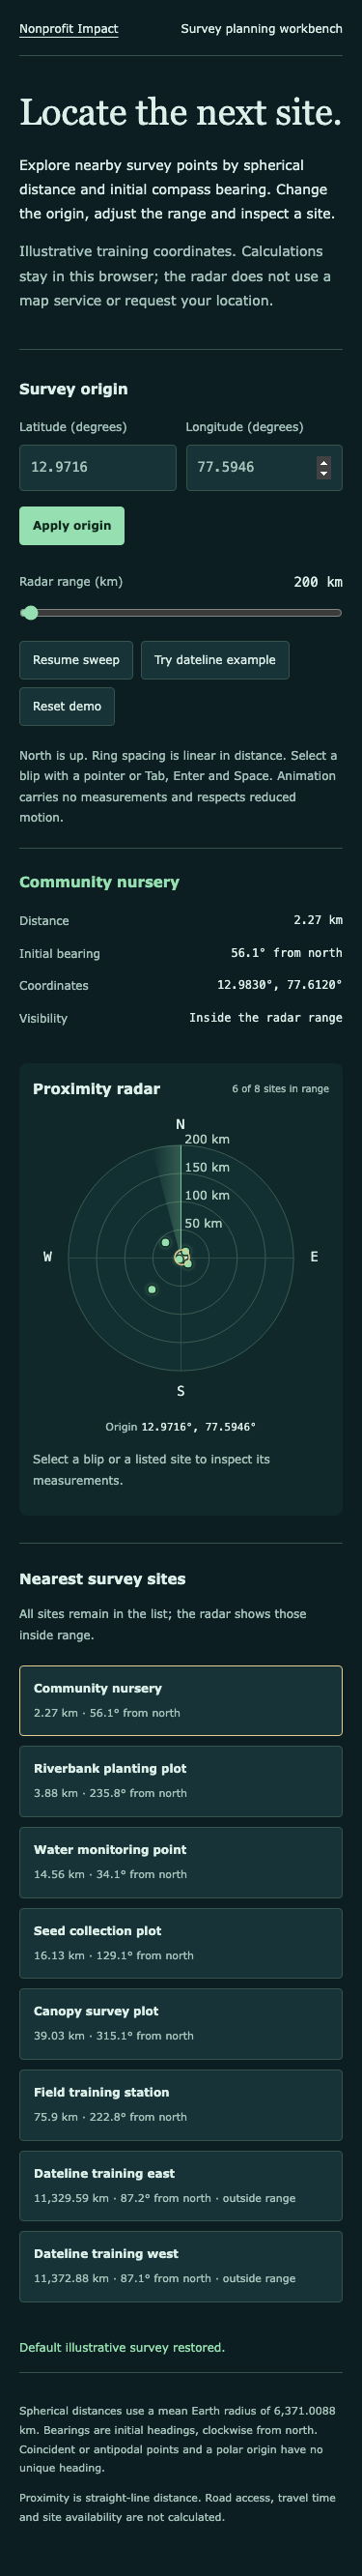 Nonprofit Impact
Survey planning workbench
Locate the next site.
Explore nearby survey points by spherical
distance and initial compass bearing. Change
the origin, adjust the range and inspect a site.
Illustrative training coordinates. Calculations
stay in this browser; the radar does not use a
map service or request your location.
Survey origin
Latitude (degrees)
Longitude (degrees)
12.9716
77.5946
Apply origin
Radar range (km)
200 km
Resume sweep
Try dateline example
Reset demo
North is up. Ring spacing is linear in distance. Select a
blip with a pointer or Tab, Enter and Space. Animation
carries no measurements and respects reduced
motion.
Community nursery
Distance
2.27 km
Initial bearing
56.1° from north
Coordinates
12.9830°, 77.6120°
Visibility
Inside the radar range
Proximity radar
6 of 8 sites in range
N
200 km
150 km
100 km
50 km
W
E
S
Origin 12.9716°, 77.5946°
Select a blip or a listed site to inspect its
measurements.
Nearest survey sites
All sites remain in the list; the radar shows those
inside range.
Community nursery
2.27 km · 56.1° from north
Riverbank planting plot
3.88 km · 235.8° from north
Water monitoring point
14.56 km · 34.1° from north
Seed collection plot
16.13 km · 129.1° from north
Canopy survey plot
39.03 km · 315.1° from north
Field training station
75.9 km · 222.8° from north
Dateline training east
11,329.59 km · 87.2° from north · outside range
Dateline training west
11,372.88 km · 87.1° from north · outside range
Default illustrative survey restored.
Spherical distances use a mean Earth radius of 6,371.0088
km. Bearings are initial headings, clockwise from north.
Coincident or antipodal points and a polar origin have no
unique heading.
Proximity is straight-line distance. Road access, travel time
and site availability are not calculated.